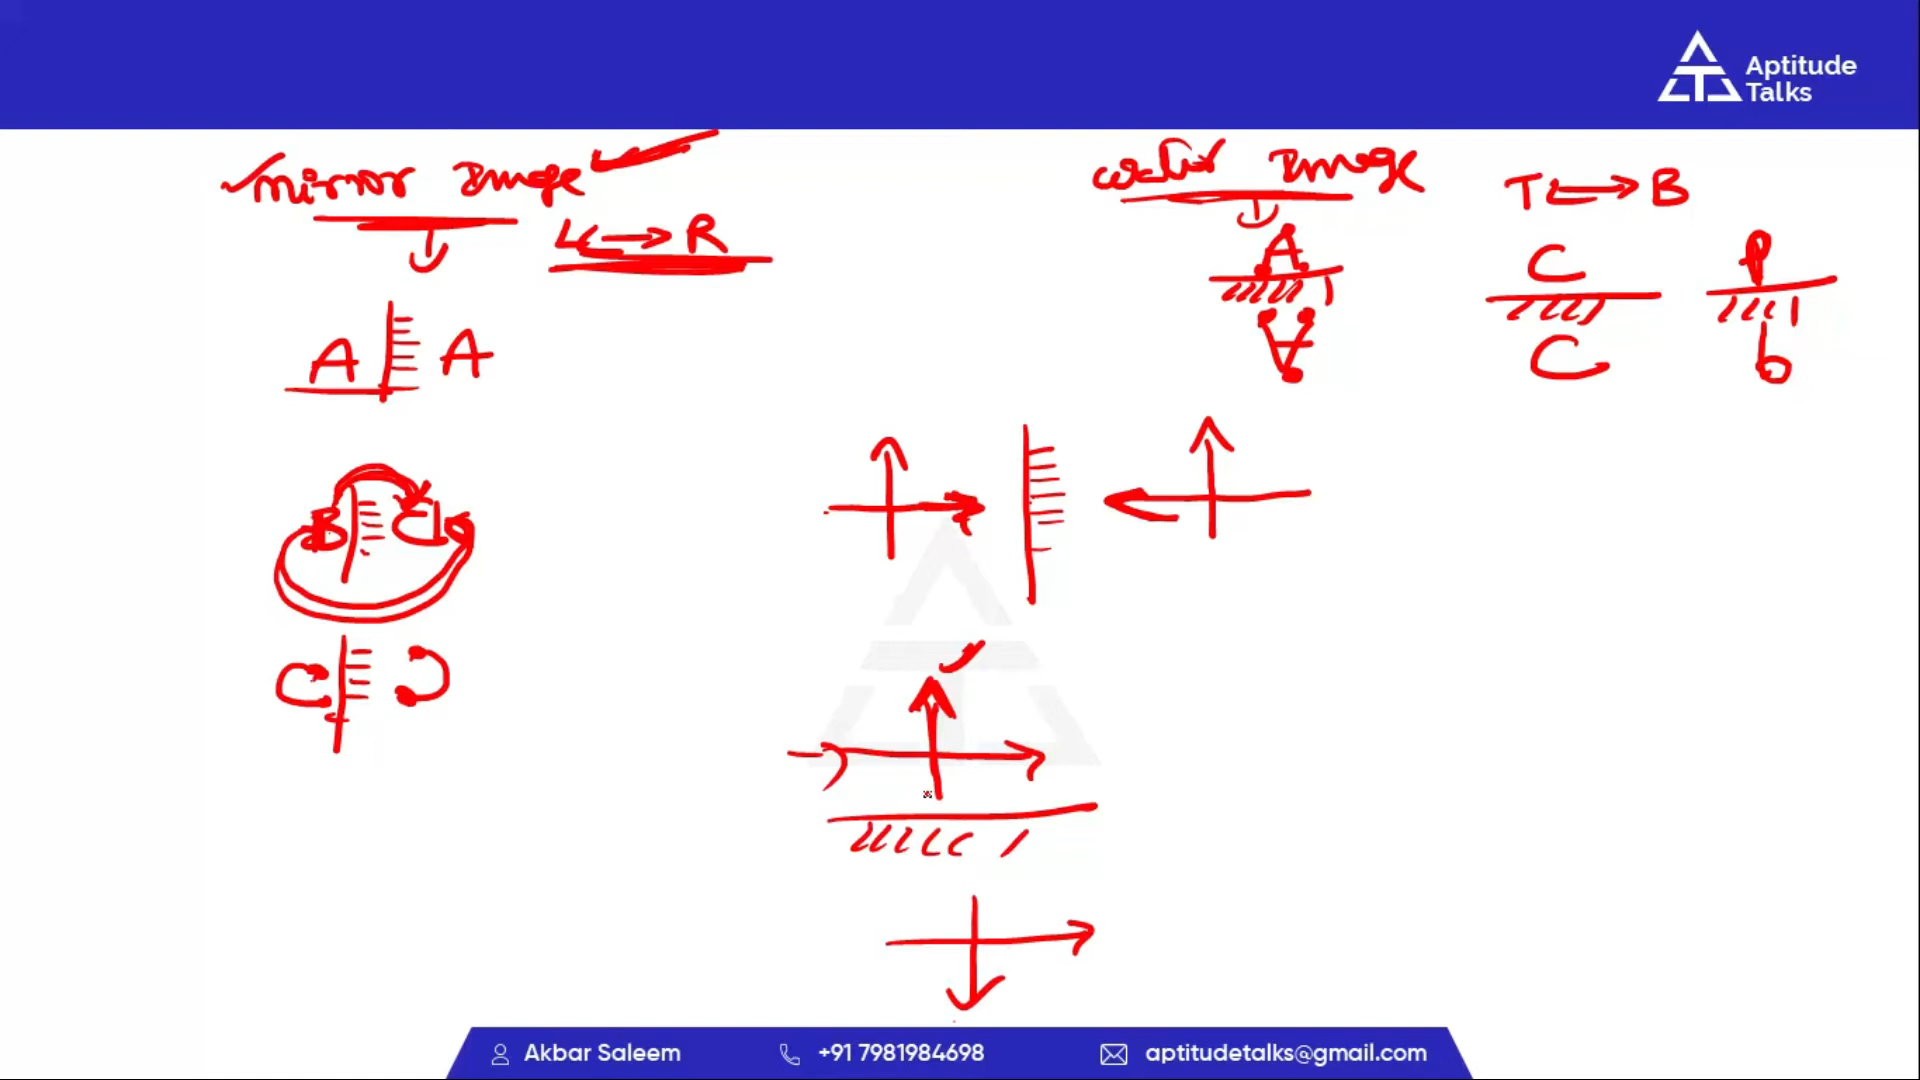 Aptitude
Talks
mirror Image
L ↔ R
A A
B
C
water Image
T ↔ B
A
C P
C b
Akbar Saleem
+91 7981984698
aptitudetalks@gmail.com